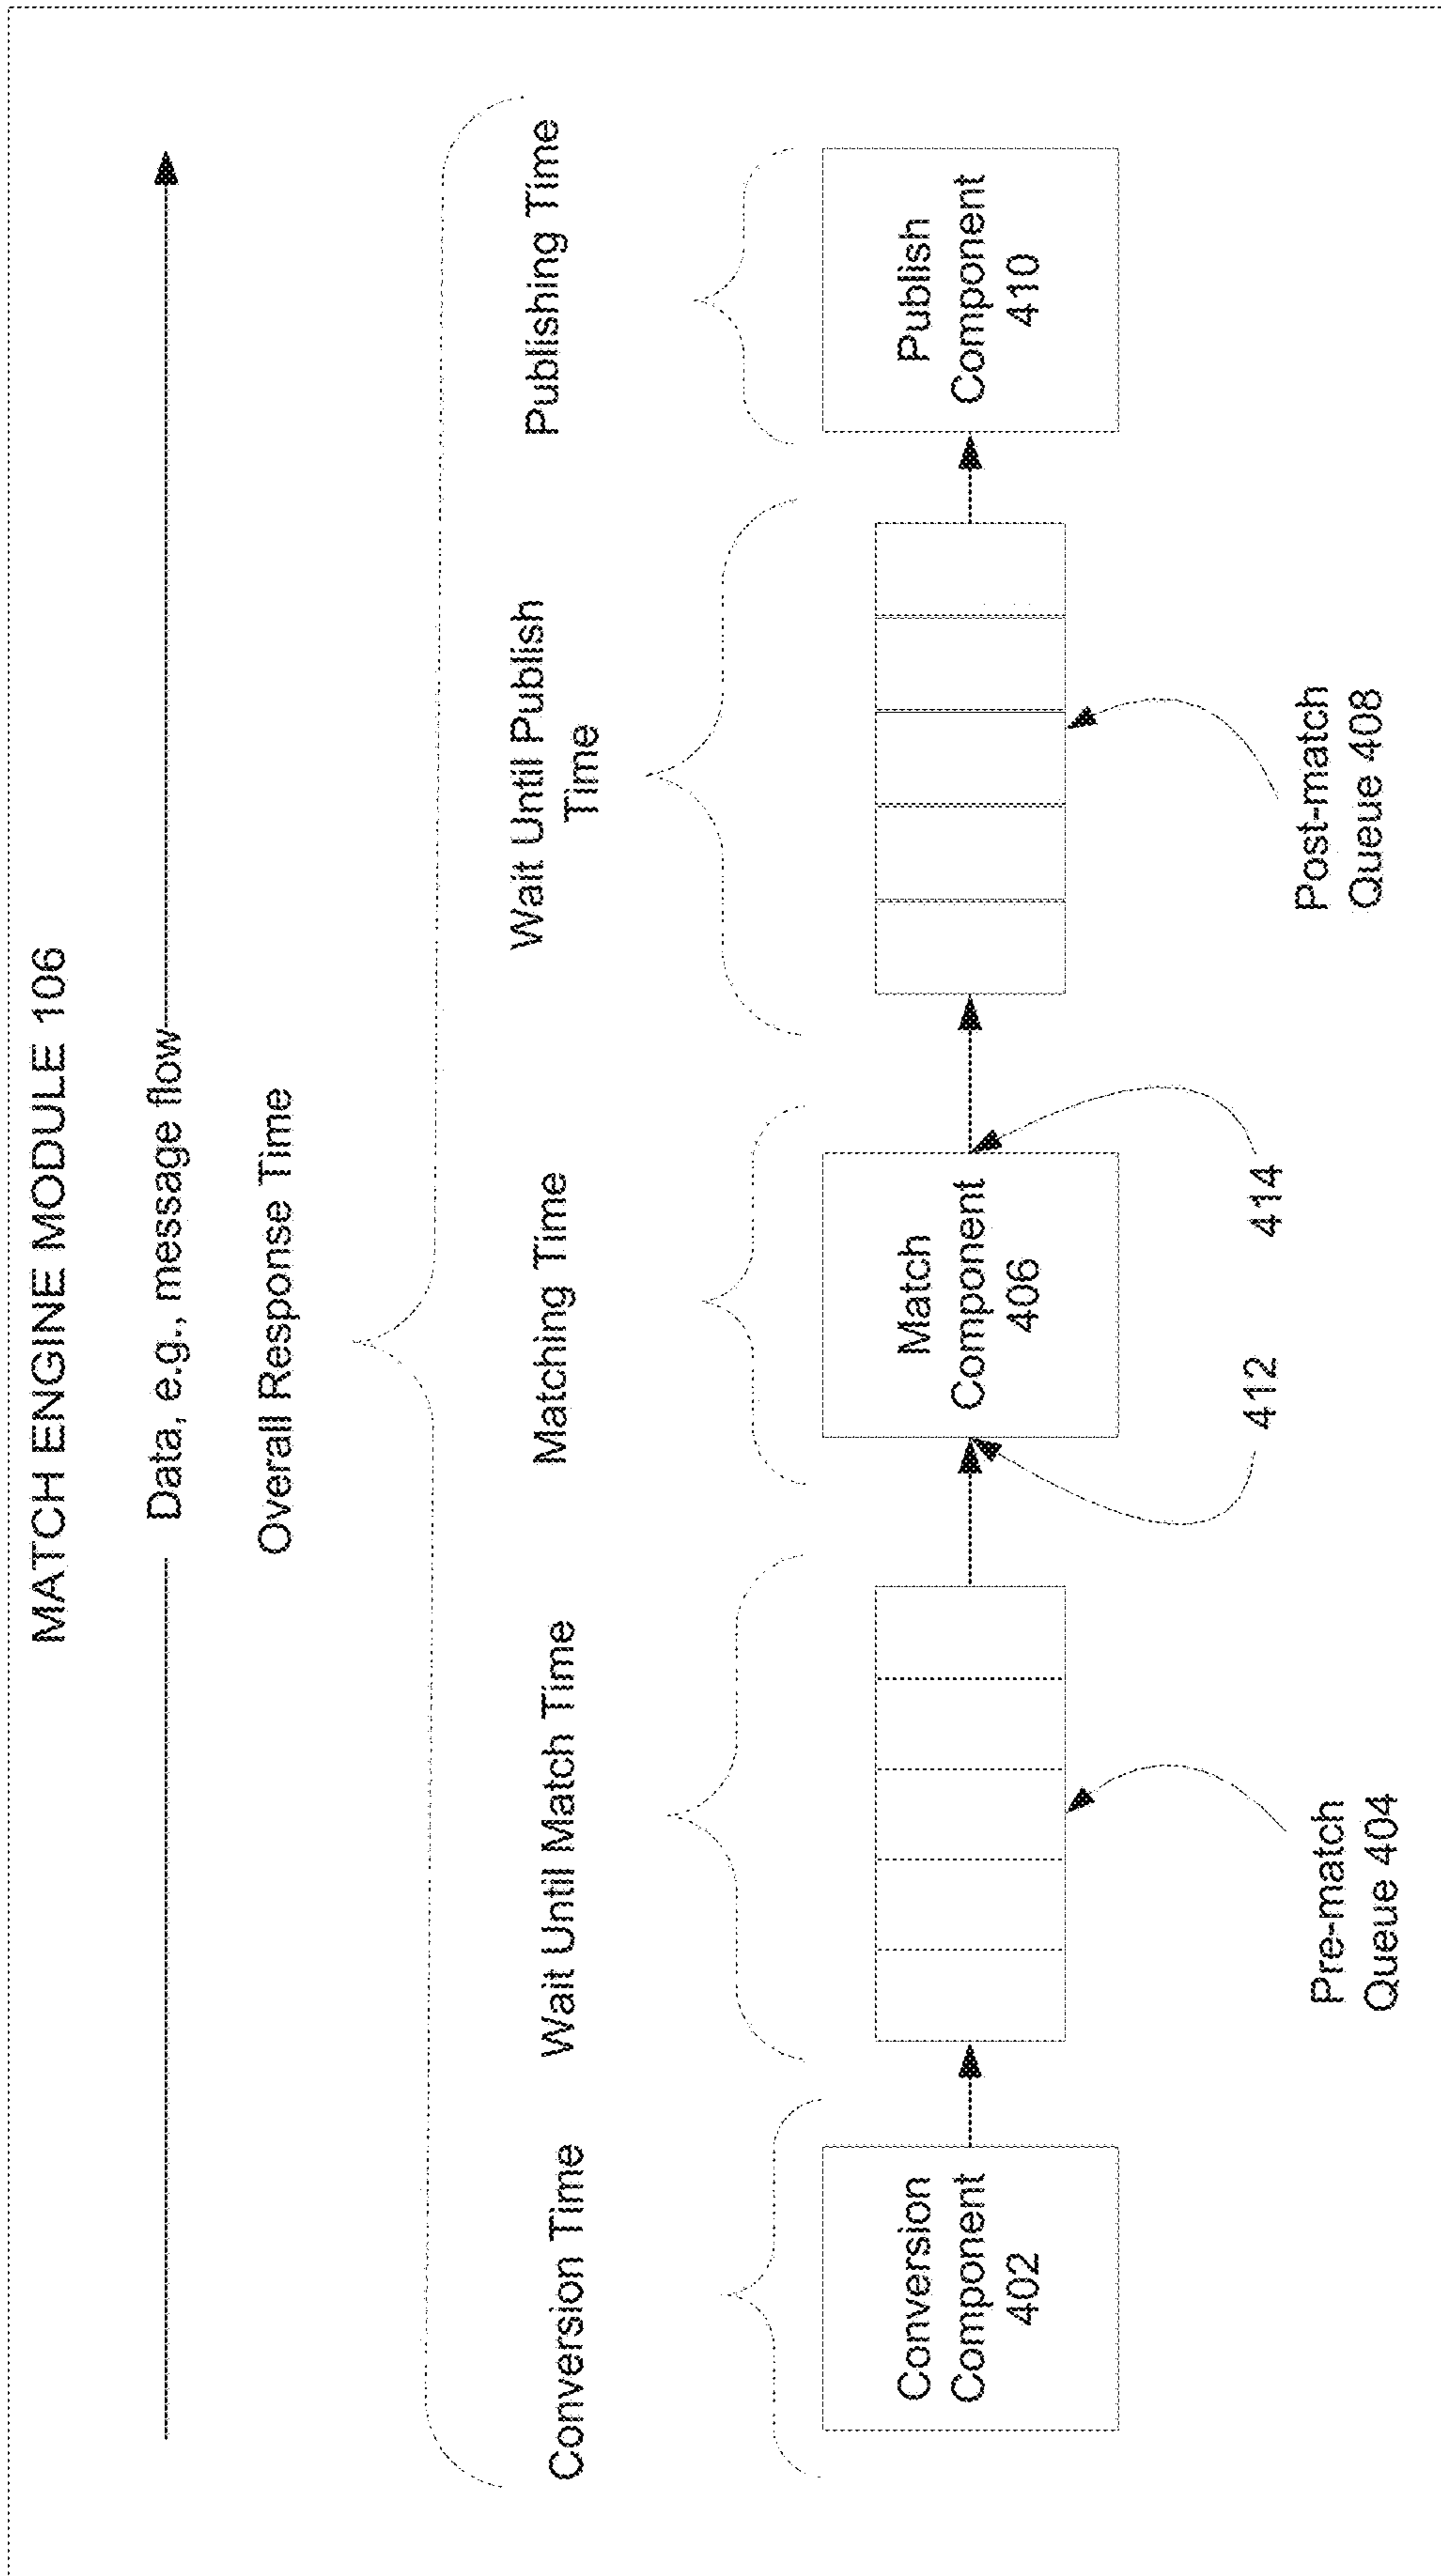 MATCH ENGINE MODULE 106
Data, e.g., message flow
Overall Response Time
Conversion Time
Wait Until Match Time
Matching Time
Wait Until Publish
Time
Publishing Time
Conversion
Component
402
Match
Component
406
Publish
Component
410
Pre-match
Queue 404
412
414
Post-match
Queue 408